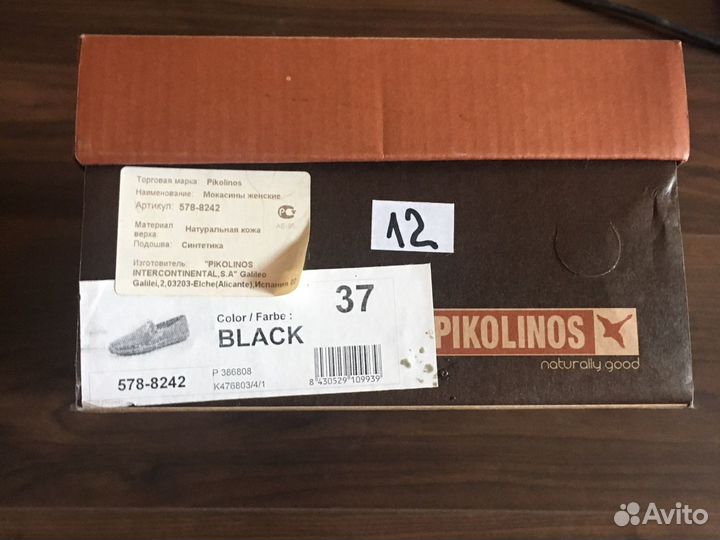 Торговая марка: Pikolinos
Наименование: Мокасины женские
Артикул: 578-8242
Материал верха: Натуральная кожа
Подошва: Синтетика
Изготовитель: "PIKOLINOS
INTERCONTINENTAL,S.A" Galileo
Galilei,2,03203-Elche(Alicante),Испания
12
Color / Farbe :
37
BLACK
578-8242
P 386808
K476803/4/1
8 430529 109939
PIKOLINOS
naturally good
Avito